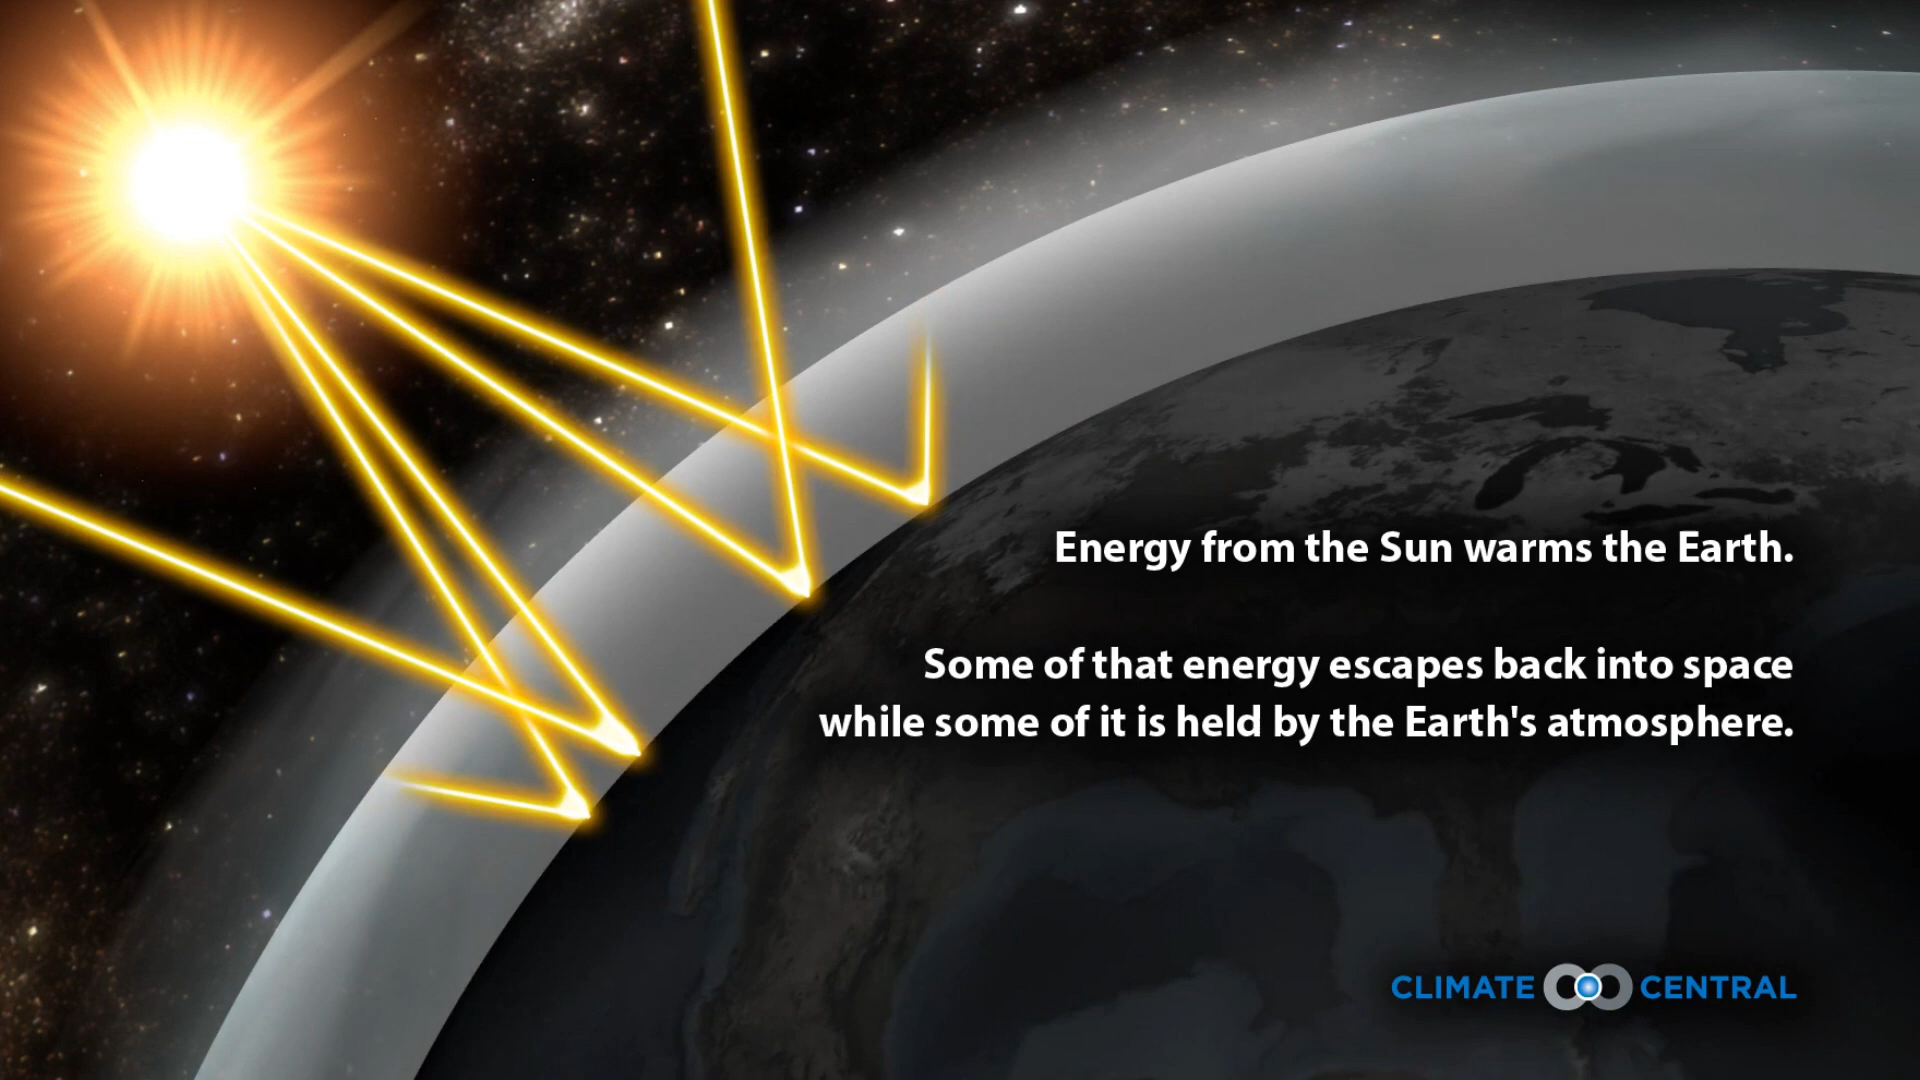 Energy from the Sun warms the Earth.
Some of that energy escapes back into space
while some of it is held by the Earth's atmosphere.
CLIMATE CENTRAL